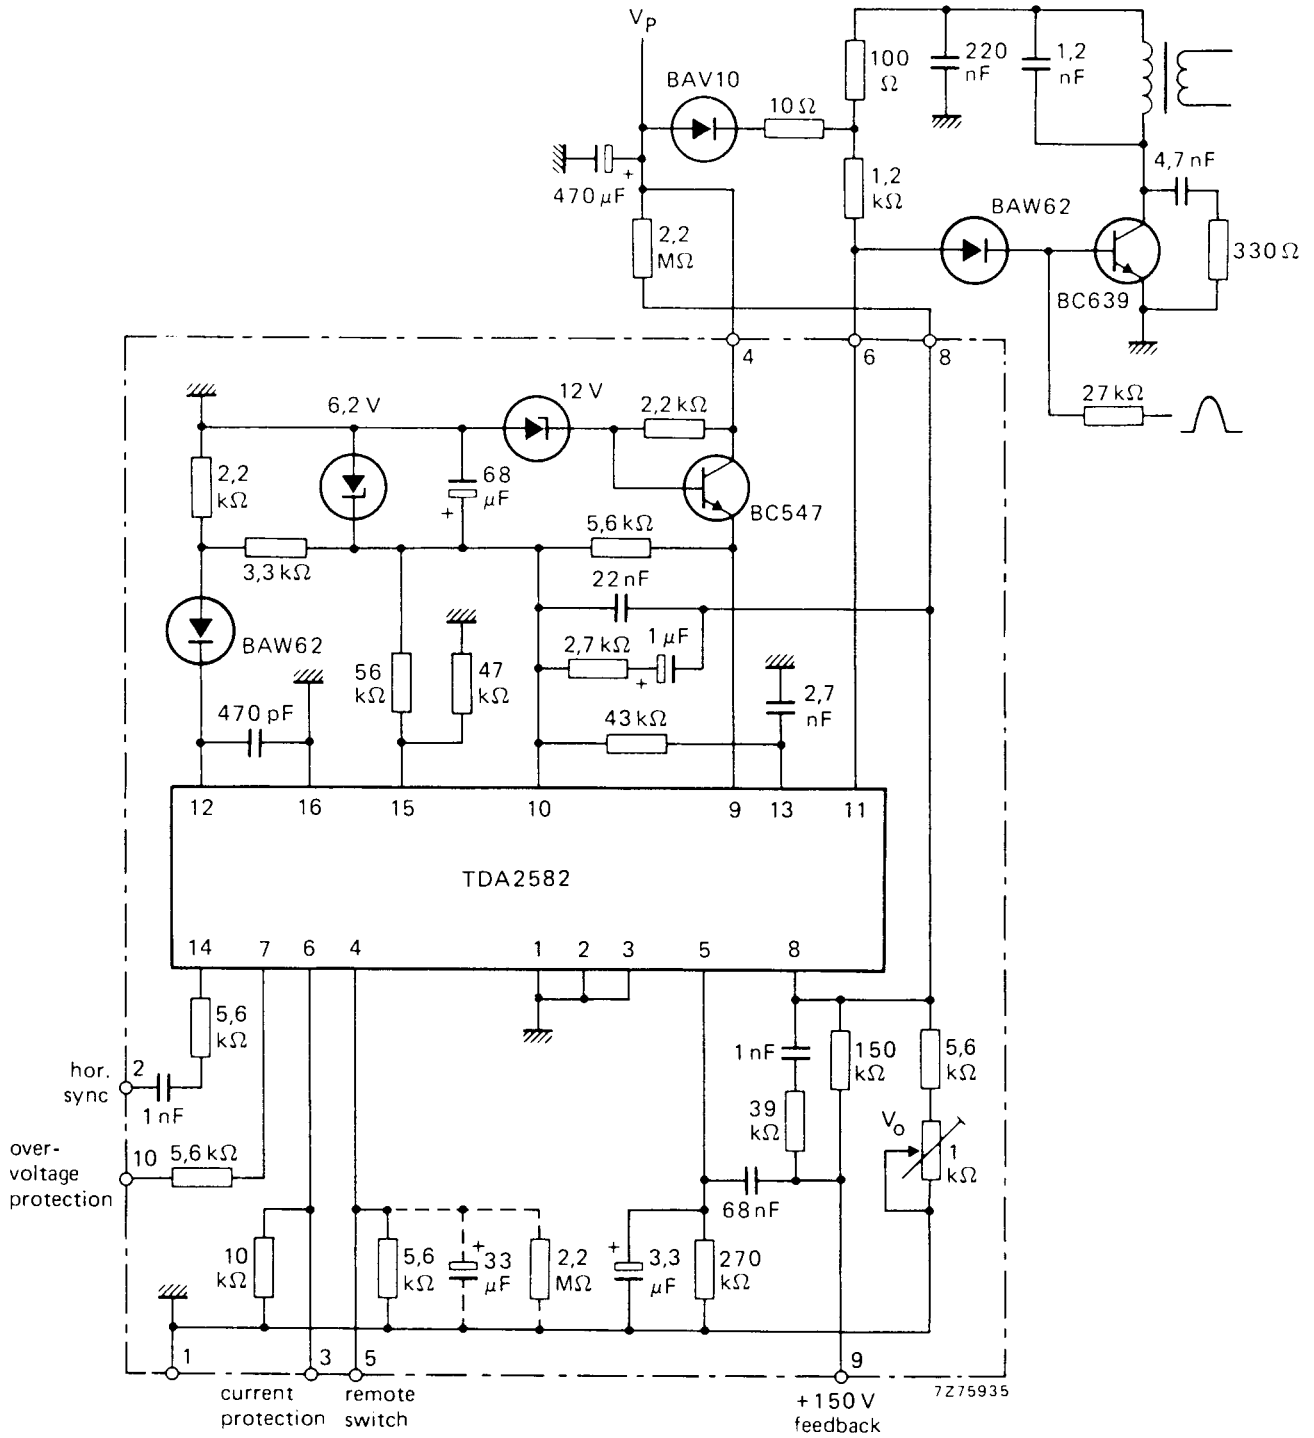 V_P
BAV10
10 Ω
100
Ω
220
nF
1,2
nF
470 μF
+
2,2
MΩ
1,2
kΩ
BAW62
4,7 nF
330 Ω
BC639
4
6
8
27 kΩ
6,2 V
12 V
2,2 kΩ
2,2
kΩ
68
μF
+
BC547
3,3 kΩ
5,6 kΩ
22 nF
BAW62
2,7 kΩ
1 μF
+
56
kΩ
47
kΩ
2,7
nF
470 pF
43 kΩ
12
16
15
10
9
13
11
TDA2582
14
7
6
4
1
2
3
5
8
5,6
kΩ
hor.
sync
2
1 nF
1 nF
150
kΩ
5,6
kΩ
39
kΩ
V_o
1
kΩ
over-
voltage
protection
10
5,6 kΩ
68 nF
10
kΩ
5,6
kΩ
+
33
μF
2,2
MΩ
+
3,3
μF
270
kΩ
1
3
5
9
current
protection
remote
switch
+150 V
feedback
7Z75935